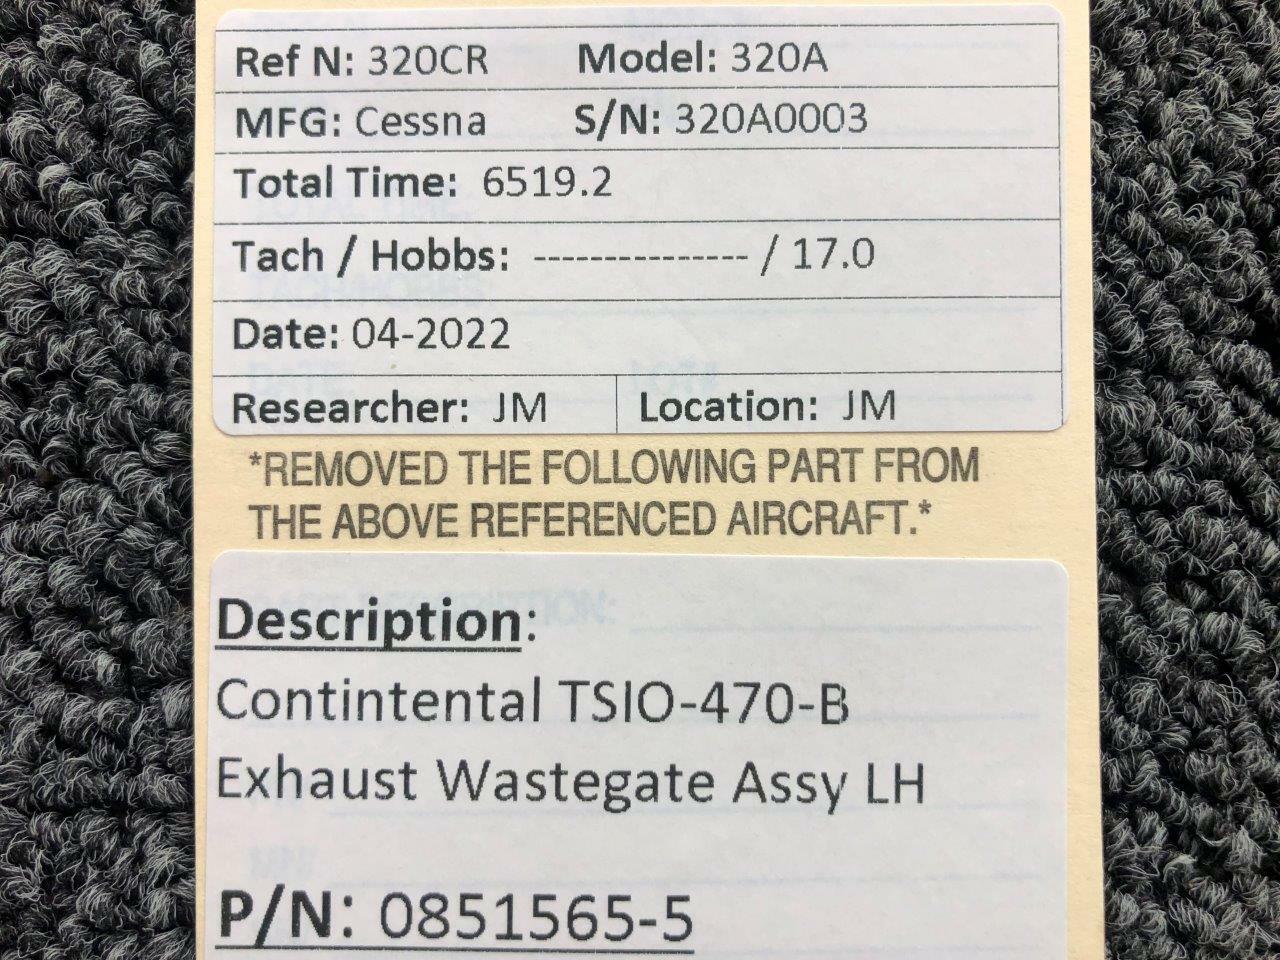 Ref N: 320CR Model: 320A
MFG: Cessna S/N: 320A0003
Total Time: 6519.2
Tach / Hobbs: --------------- / 17.0
Date: 04-2022
Researcher: JM Location: JM
*REMOVED THE FOLLOWING PART FROM
THE ABOVE REFERENCED AIRCRAFT.*
Description:
Contintental TSIO-470-B
Exhaust Wastegate Assy LH
P/N: 0851565-5